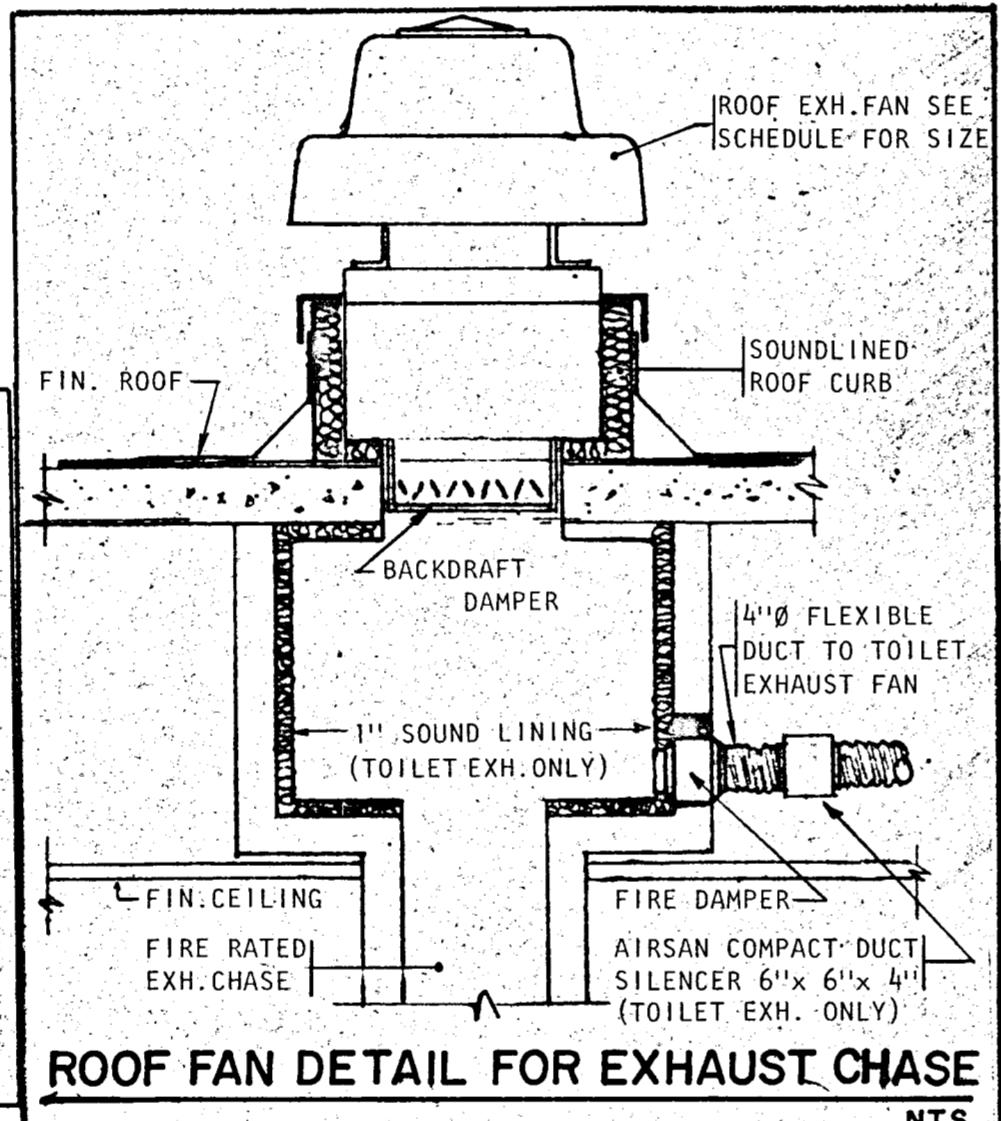 ROOF EXH. FAN SEE
SCHEDULE FOR SIZE
FIN. ROOF
SOUNDLINED
ROOF CURB
BACKDRAFT
DAMPER
4"Ø FLEXIBLE
DUCT TO TOILET
EXHAUST FAN
1" SOUND LINING
(TOILET EXH. ONLY)
FIN. CEILING
FIRE DAMPER
FIRE RATED
EXH. CHASE
AIRSAN COMPACT DUCT
SILENCER 6"x 6"x 4"
(TOILET EXH. ONLY)
ROOF FAN DETAIL FOR EXHAUST CHASE
NTS